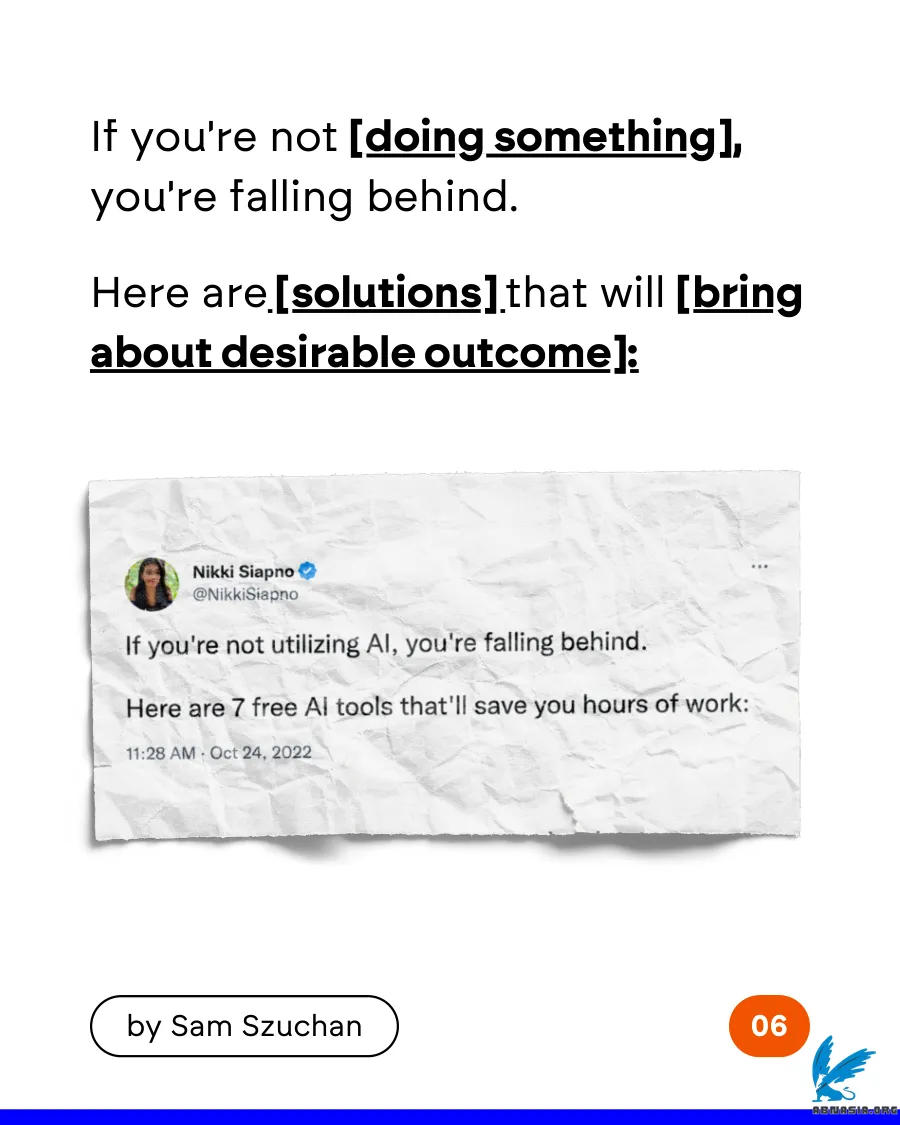 If you're not [doing something],
you're falling behind.
Here are [solutions] that will [bring
about desirable outcome]:
Nikki Siapno
@NikkiSiapno
If you're not utilizing AI, you're falling behind.
Here are 7 free AI tools that'll save you hours of work:
11:28 AM · Oct 24, 2022
by Sam Szuchan
06
ABIUASIA.ORG